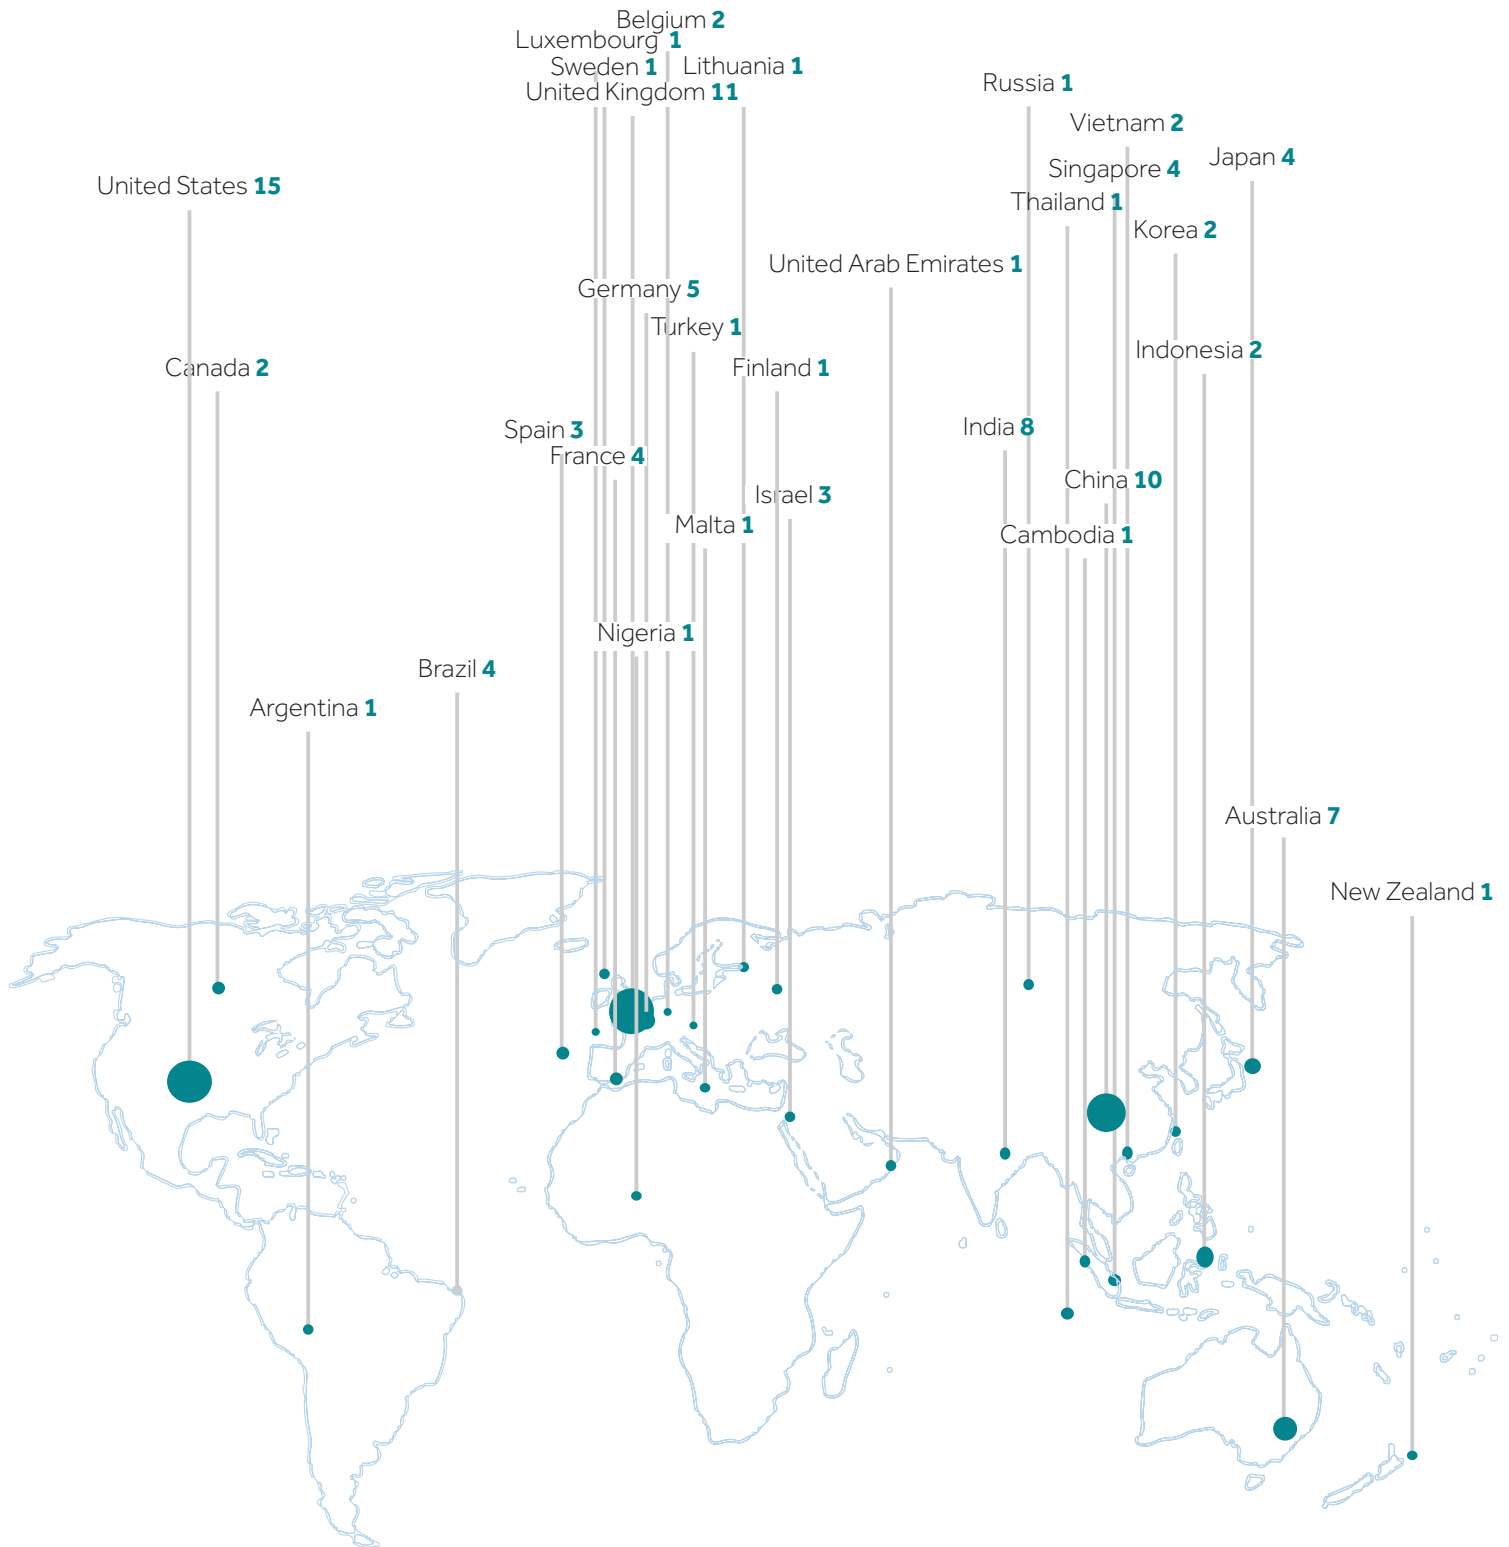 Belgium 2
Luxembourg 1
Sweden 1
Lithuania 1
United Kingdom 11
Russia 1
Vietnam 2
Japan 4
Singapore 4
United States 15
Thailand 1
Korea 2
United Arab Emirates 1
Germany 5
Turkey 1
Indonesia 2
Canada 2
Finland 1
India 8
Spain 3
France 4
China 10
Israel 3
Malta 1
Cambodia 1
Nigeria 1
Brazil 4
Argentina 1
Australia 7
New Zealand 1